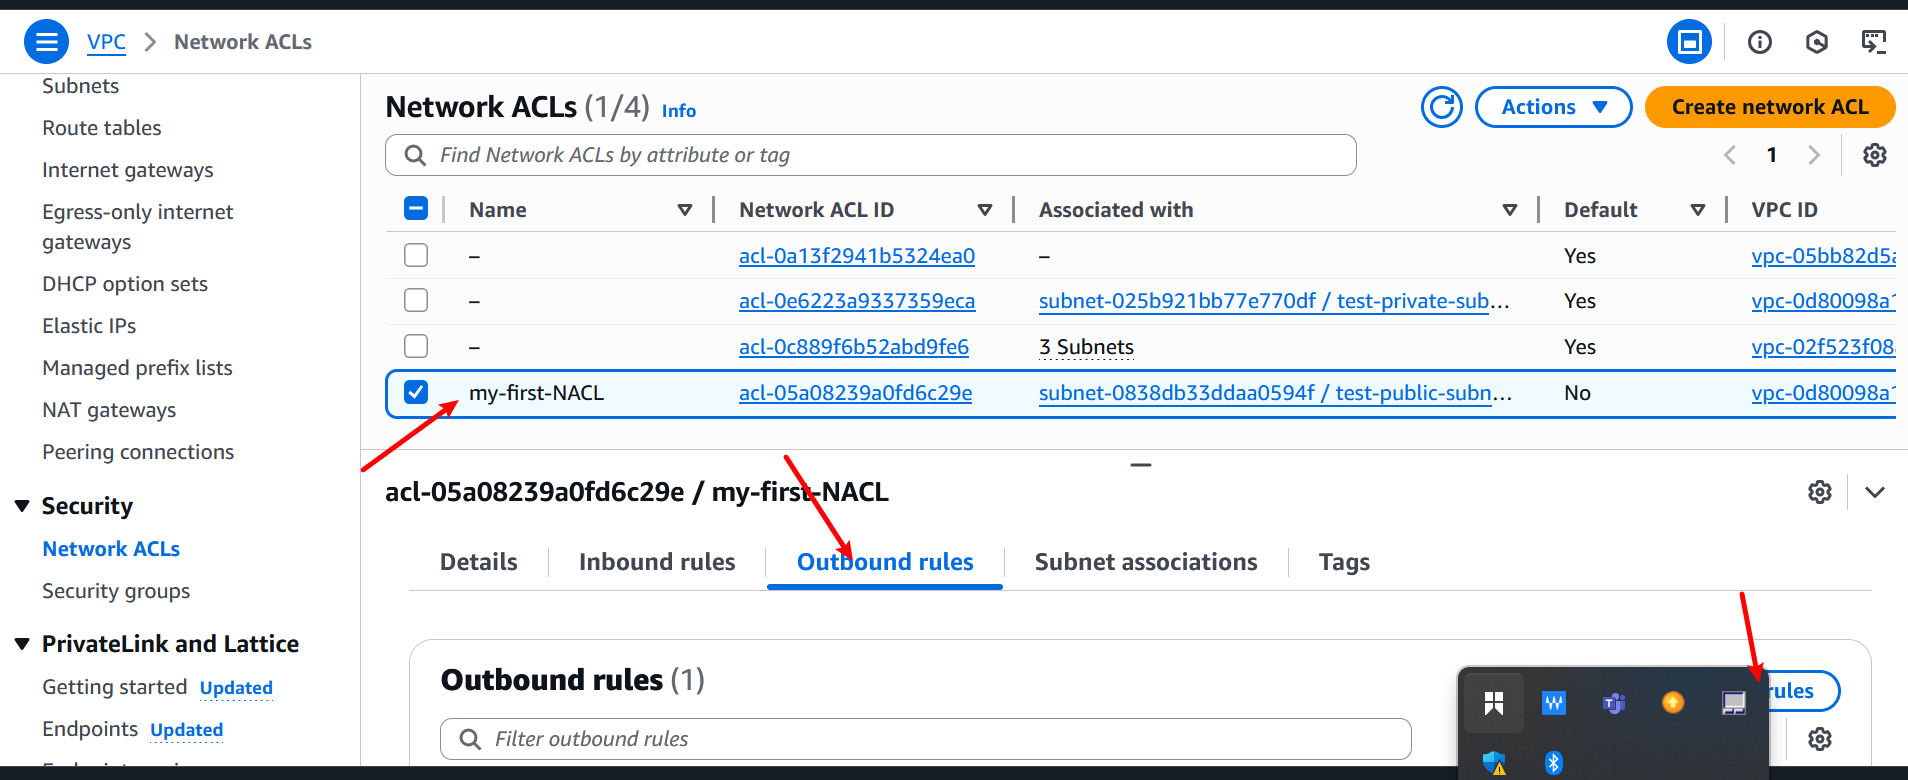 VPC > Network ACLs
Subnets
Route tables
Internet gateways
Egress-only internet
gateways
DHCP option sets
Elastic IPs
Managed prefix lists
NAT gateways
Peering connections
Security
Network ACLs
Security groups
PrivateLink and Lattice
Getting started Updated
Endpoints Updated
Network ACLs (1/4) Info
Actions
Create network ACL
Find Network ACLs by attribute or tag
1
Name Network ACL ID Associated with Default VPC ID
– acl-0a13f2941b5324ea0 – Yes vpc-05bb82d5a
– acl-0e6223a9337359eca subnet-025b921bb77e770df / test-private-sub... Yes vpc-0d80098a1
– acl-0c889f6b52abd9fe6 3 Subnets Yes vpc-02f523f08
my-first-NACL acl-05a08239a0fd6c29e subnet-0838db33ddaa0594f / test-public-subn... No vpc-0d80098a1
acl-05a08239a0fd6c29e / my-first-NACL
Details Inbound rules Outbound rules Subnet associations Tags
Outbound rules (1)
rules
Filter outbound rules